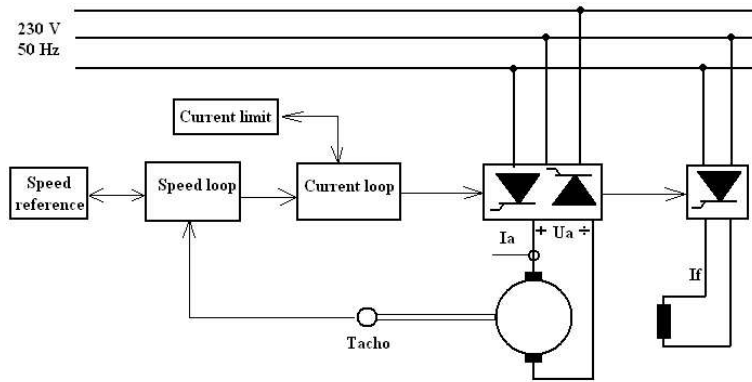 230 V
50 Hz
Current limit
Speed
reference
Speed loop
Current loop
Ia
+ Ua ÷
If
Tacho